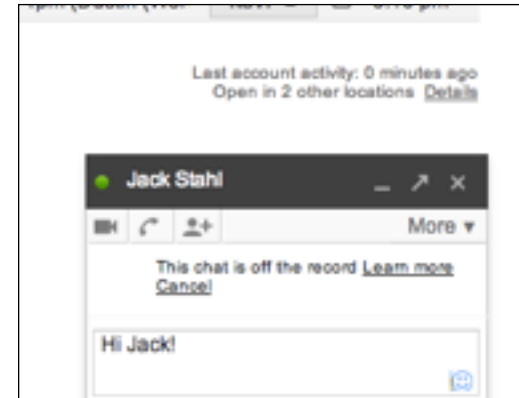 Last account activity: 0 minutes ago
Open in 2 other locations Details
Jack Stahl
More ▾
This chat is off the record Learn more
Cancel
Hi Jack!